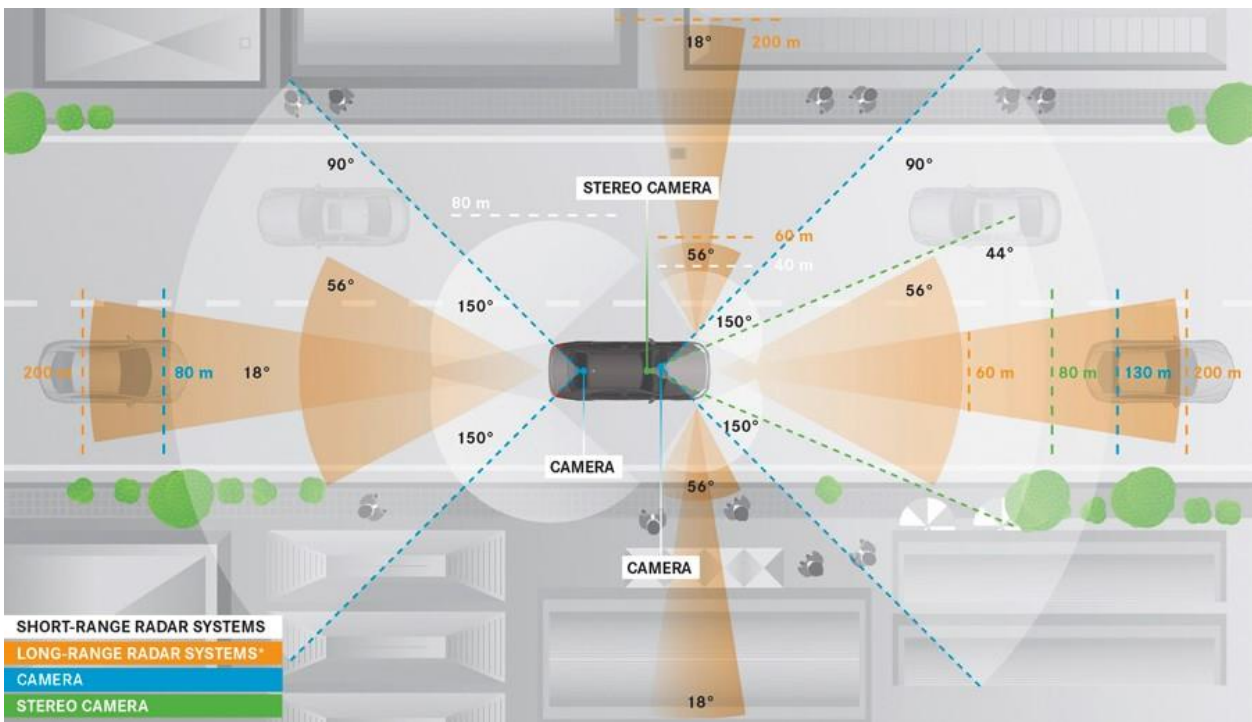 18°
200 m
90°
90°
STEREO CAMERA
80 m
60 m
56°
44°
40 m
56°
56°
150°
150°
200 m
80 m
18°
60 m
80 m
130 m
200 m
150°
150°
CAMERA
56°
CAMERA
SHORT-RANGE RADAR SYSTEMS
LONG-RANGE RADAR SYSTEMS*
CAMERA
STEREO CAMERA
18°